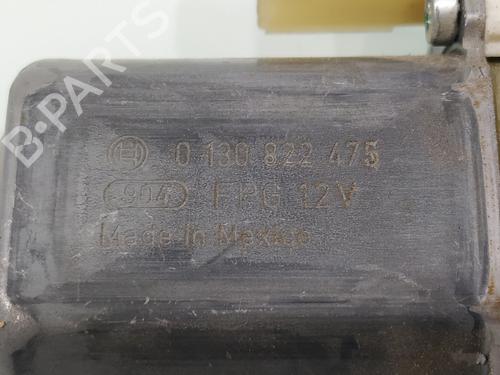 B-PARTS
0 130 822 475
904 FPG 12V
Made in Mexico